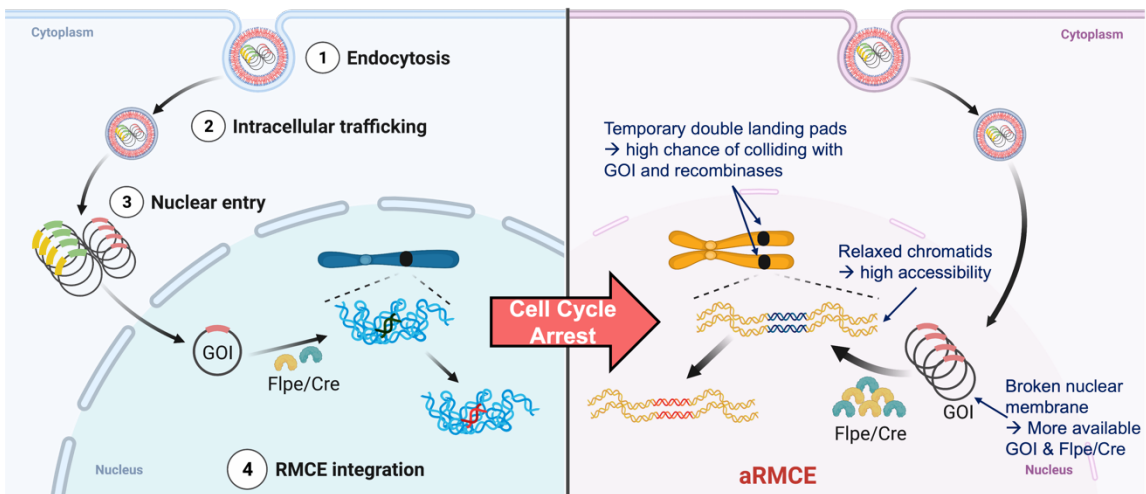 Cytoplasm
1 Endocytosis
2 Intracellular trafficking
3 Nuclear entry
GOI
Flpe/Cre
Nucleus
4 RMCE integration
Cell Cycle
Arrest
Cytoplasm
Temporary double landing pads
→ high chance of colliding with
GOI and recombinases
Relaxed chromatids
→ high accessibility
GOI
Flpe/Cre
Broken nuclear
membrane
→ More available
GOI & Flpe/Cre
aRMCE
Nucleus